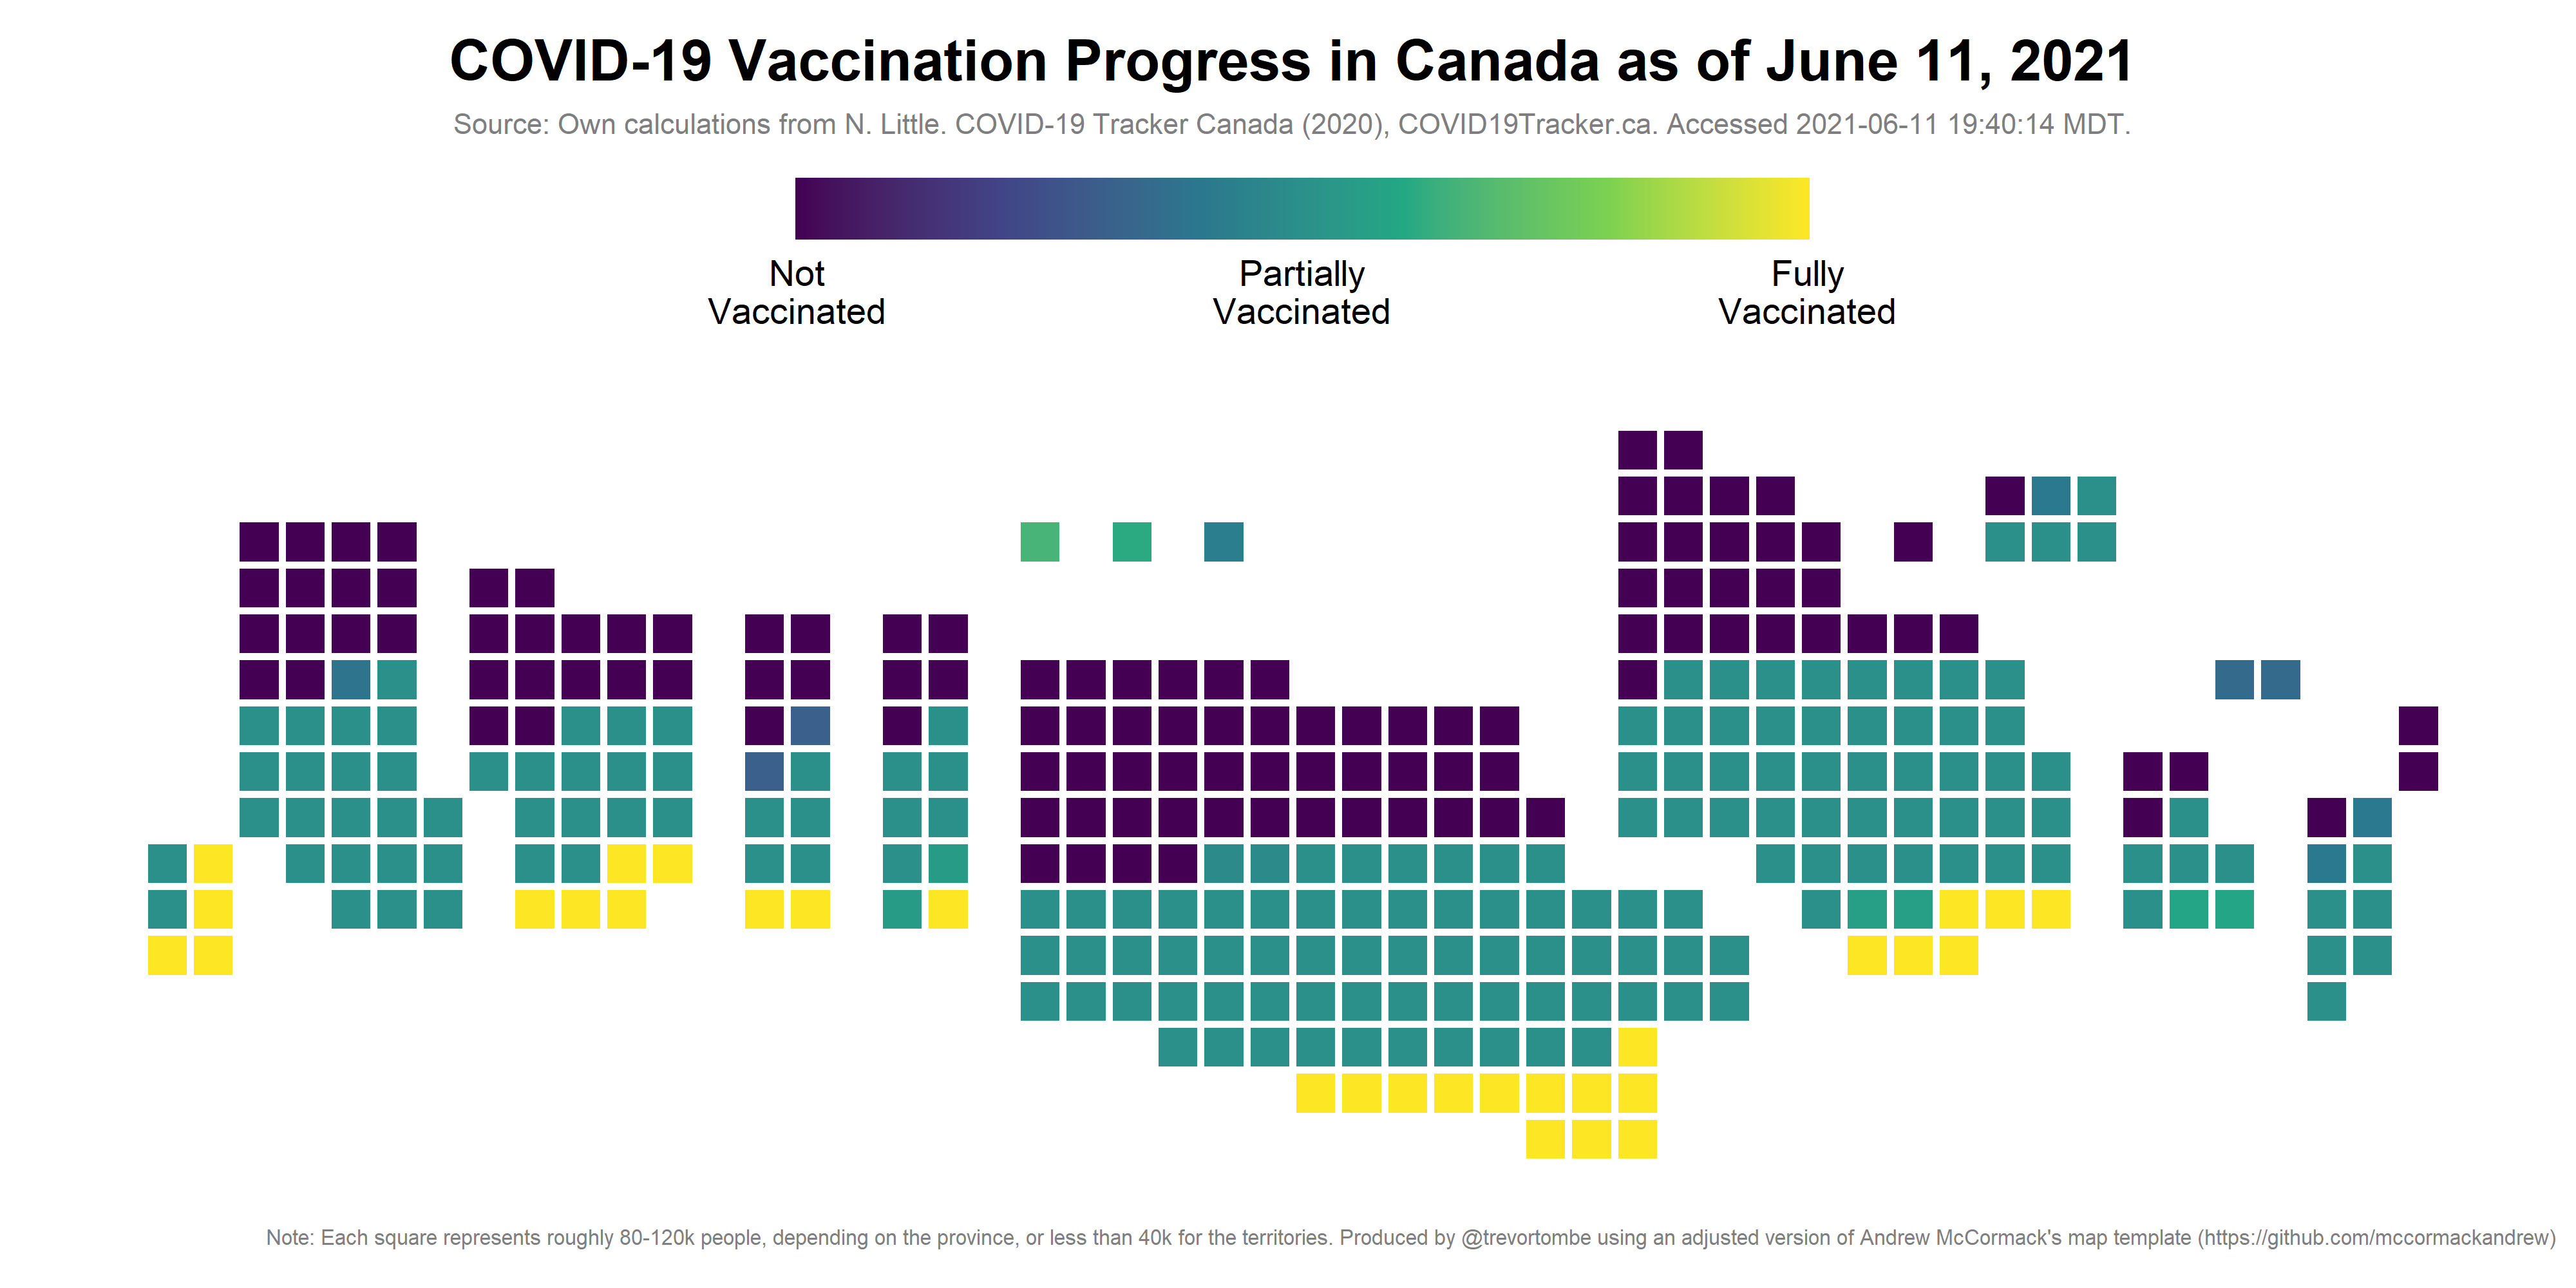 COVID-19 Vaccination Progress in Canada as of June 11, 2021
Source: Own calculations from N. Little. COVID-19 Tracker Canada (2020), COVID19Tracker.ca. Accessed 2021-06-11 19:40:14 MDT.
Not Vaccinated
Partially Vaccinated
Fully Vaccinated
Note: Each square represents roughly 80-120k people, depending on the province, or less than 40k for the territories. Produced by @trevortombe using an adjusted version of Andrew McCormack's map template (https://github.com/mccormackandrew)